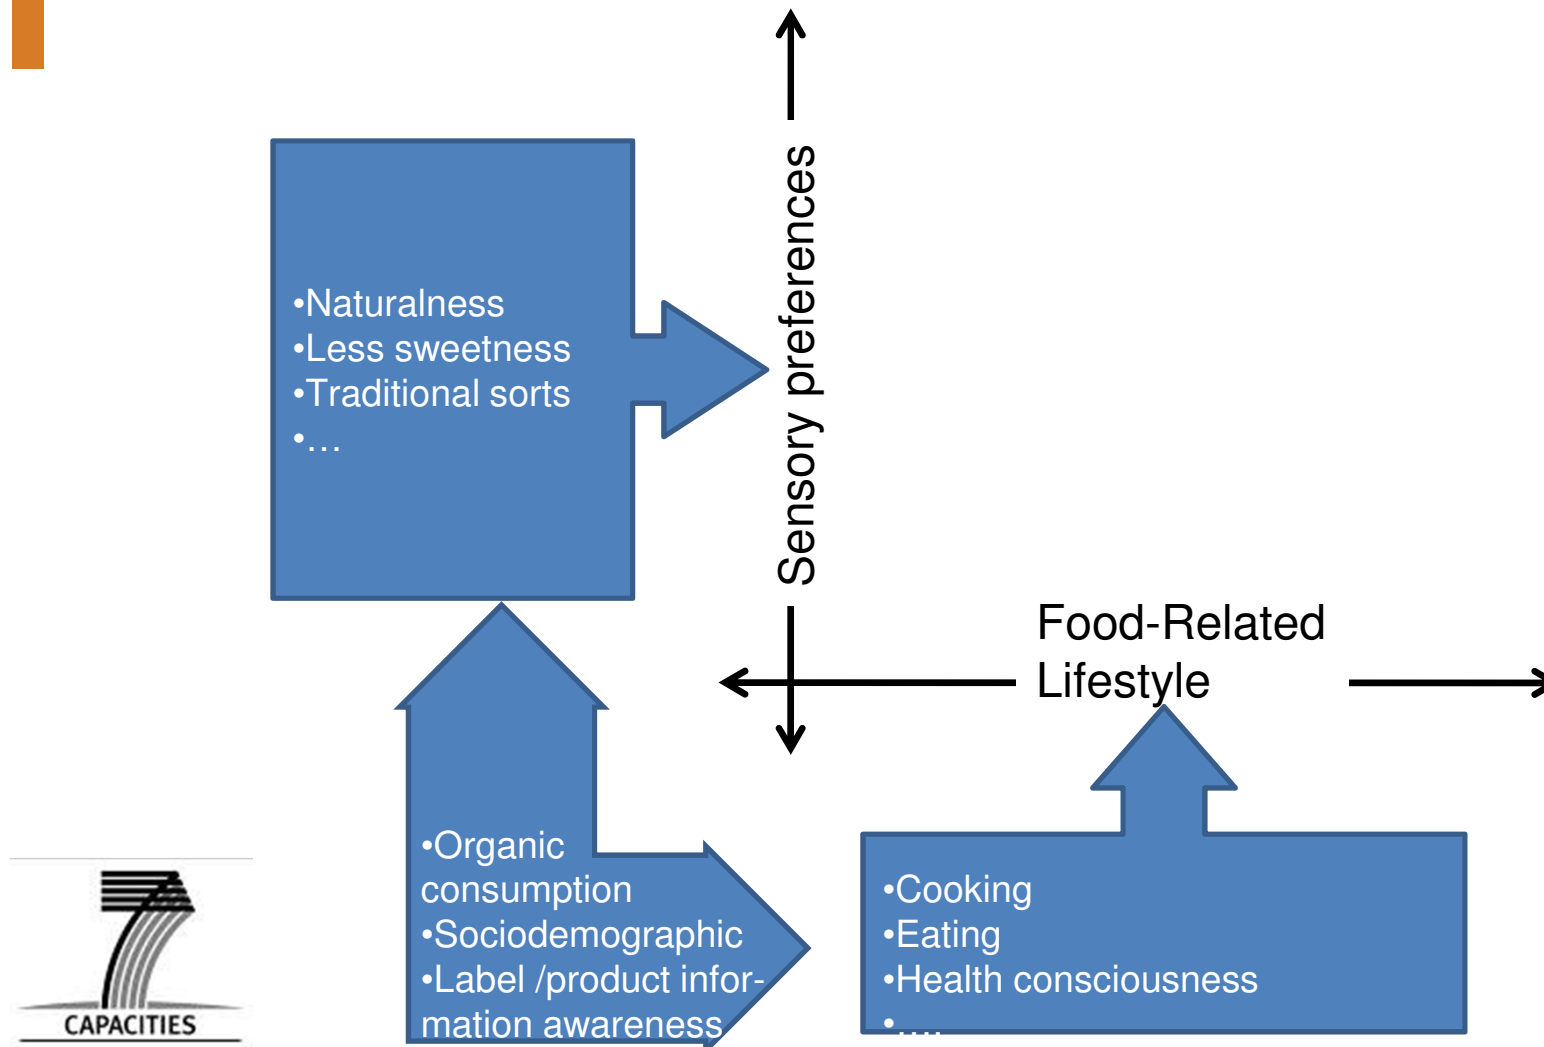 Sensory preferences
•Naturalness
•Less sweetness
•Traditional sorts
•…
Food-Related
Lifestyle
•Organic
consumption
•Sociodemographic
•Label /product infor-
mation awareness
•Cooking
•Eating
•Health consciousness
•….
CAPACITIES